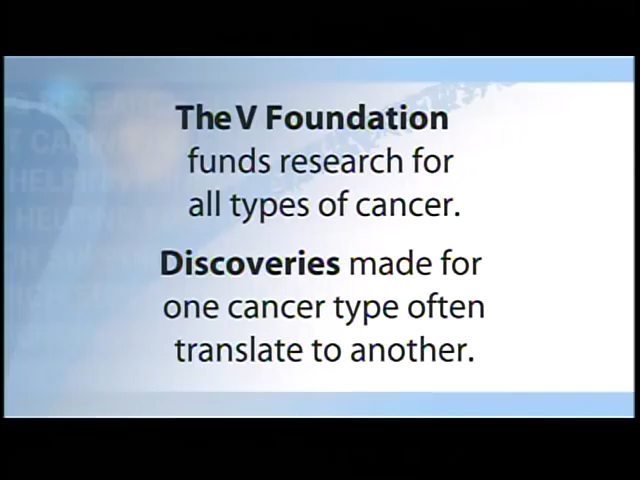 The V Foundation
funds research for
all types of cancer.
Discoveries made for
one cancer type often
translate to another.